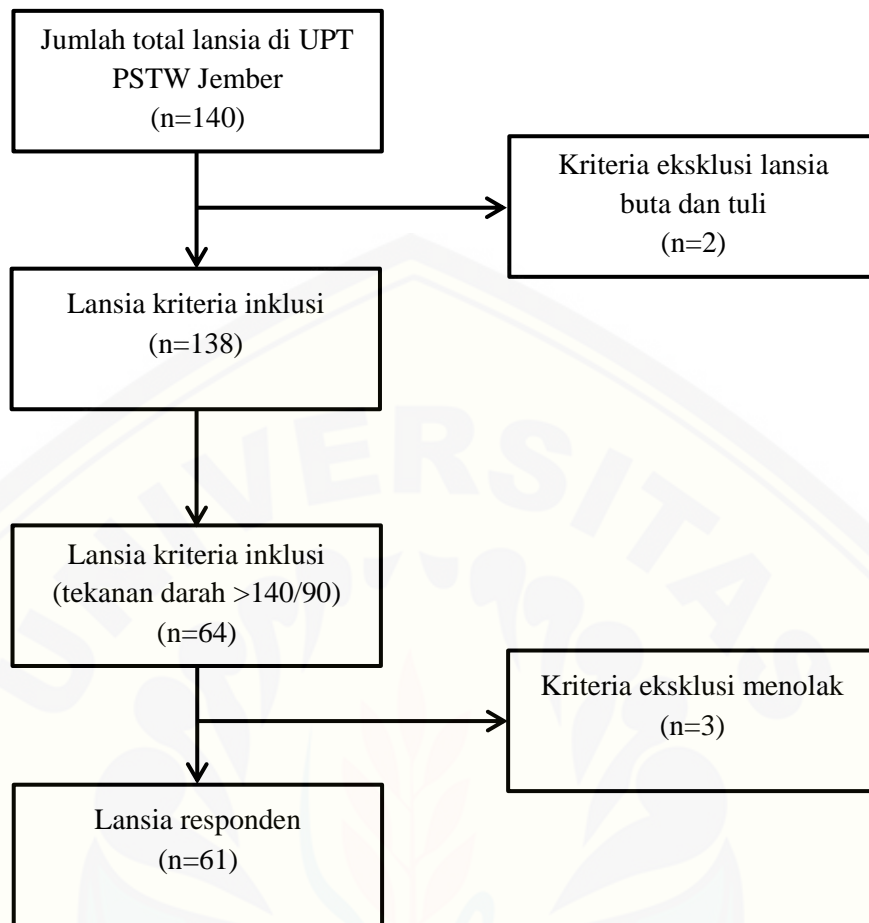 Jumlah total lansia di UPT
PSTW Jember
(n=140)
Kriteria eksklusi lansia
buta dan tuli
(n=2)
Lansia kriteria inklusi
(n=138)
Lansia kriteria inklusi
(tekanan darah >140/90)
(n=64)
Kriteria eksklusi menolak
(n=3)
Lansia responden
(n=61)
UNIVERSITAS